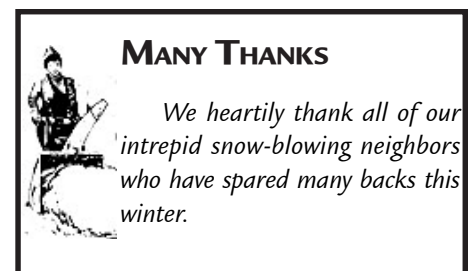 MANY THANKS
We heartily thank all of our
intrepid snow-blowing neighbors
who have spared many backs this
winter.